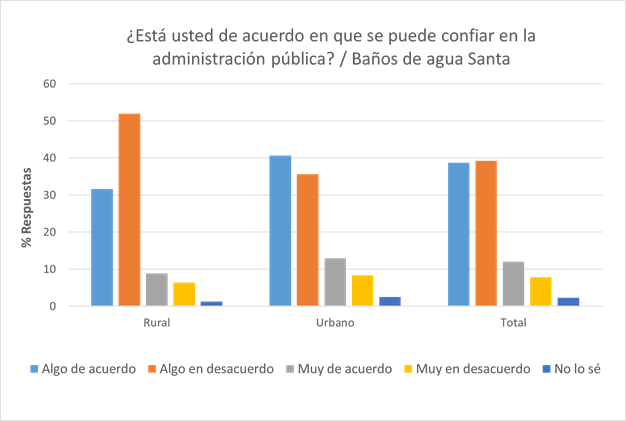 ¿Está usted de acuerdo en que se puede confiar en la
administración pública? / Baños de agua Santa
60
50
40
30
20
10
0
% Respuestas
Rural Urbano Total
Algo de acuerdo Algo en desacuerdo Muy de acuerdo Muy en desacuerdo No lo sé